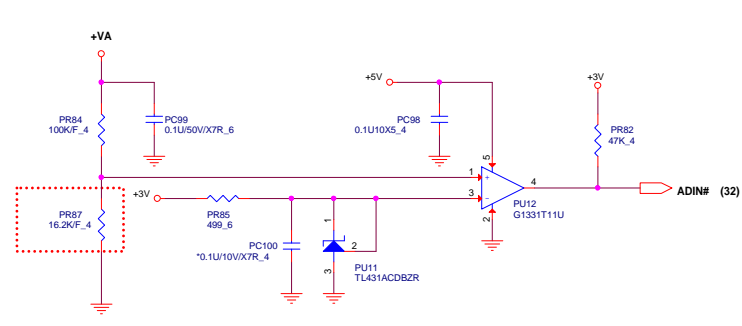 +VA
PR84
100K/F_4
PC99
0.1U/50V/X7R_6
+5V
PC98
0.1U10X5_4
+3V
PR82
47K_4
5
1
+
4
3
-
2
PU12
G1331T11U
ADIN# (32)
PR87
16.2K/F_4
+3V
PR85
499_6
PC100
*0.1U/10V/X7R_4
1
2
3
PU11
TL431ACDBZR